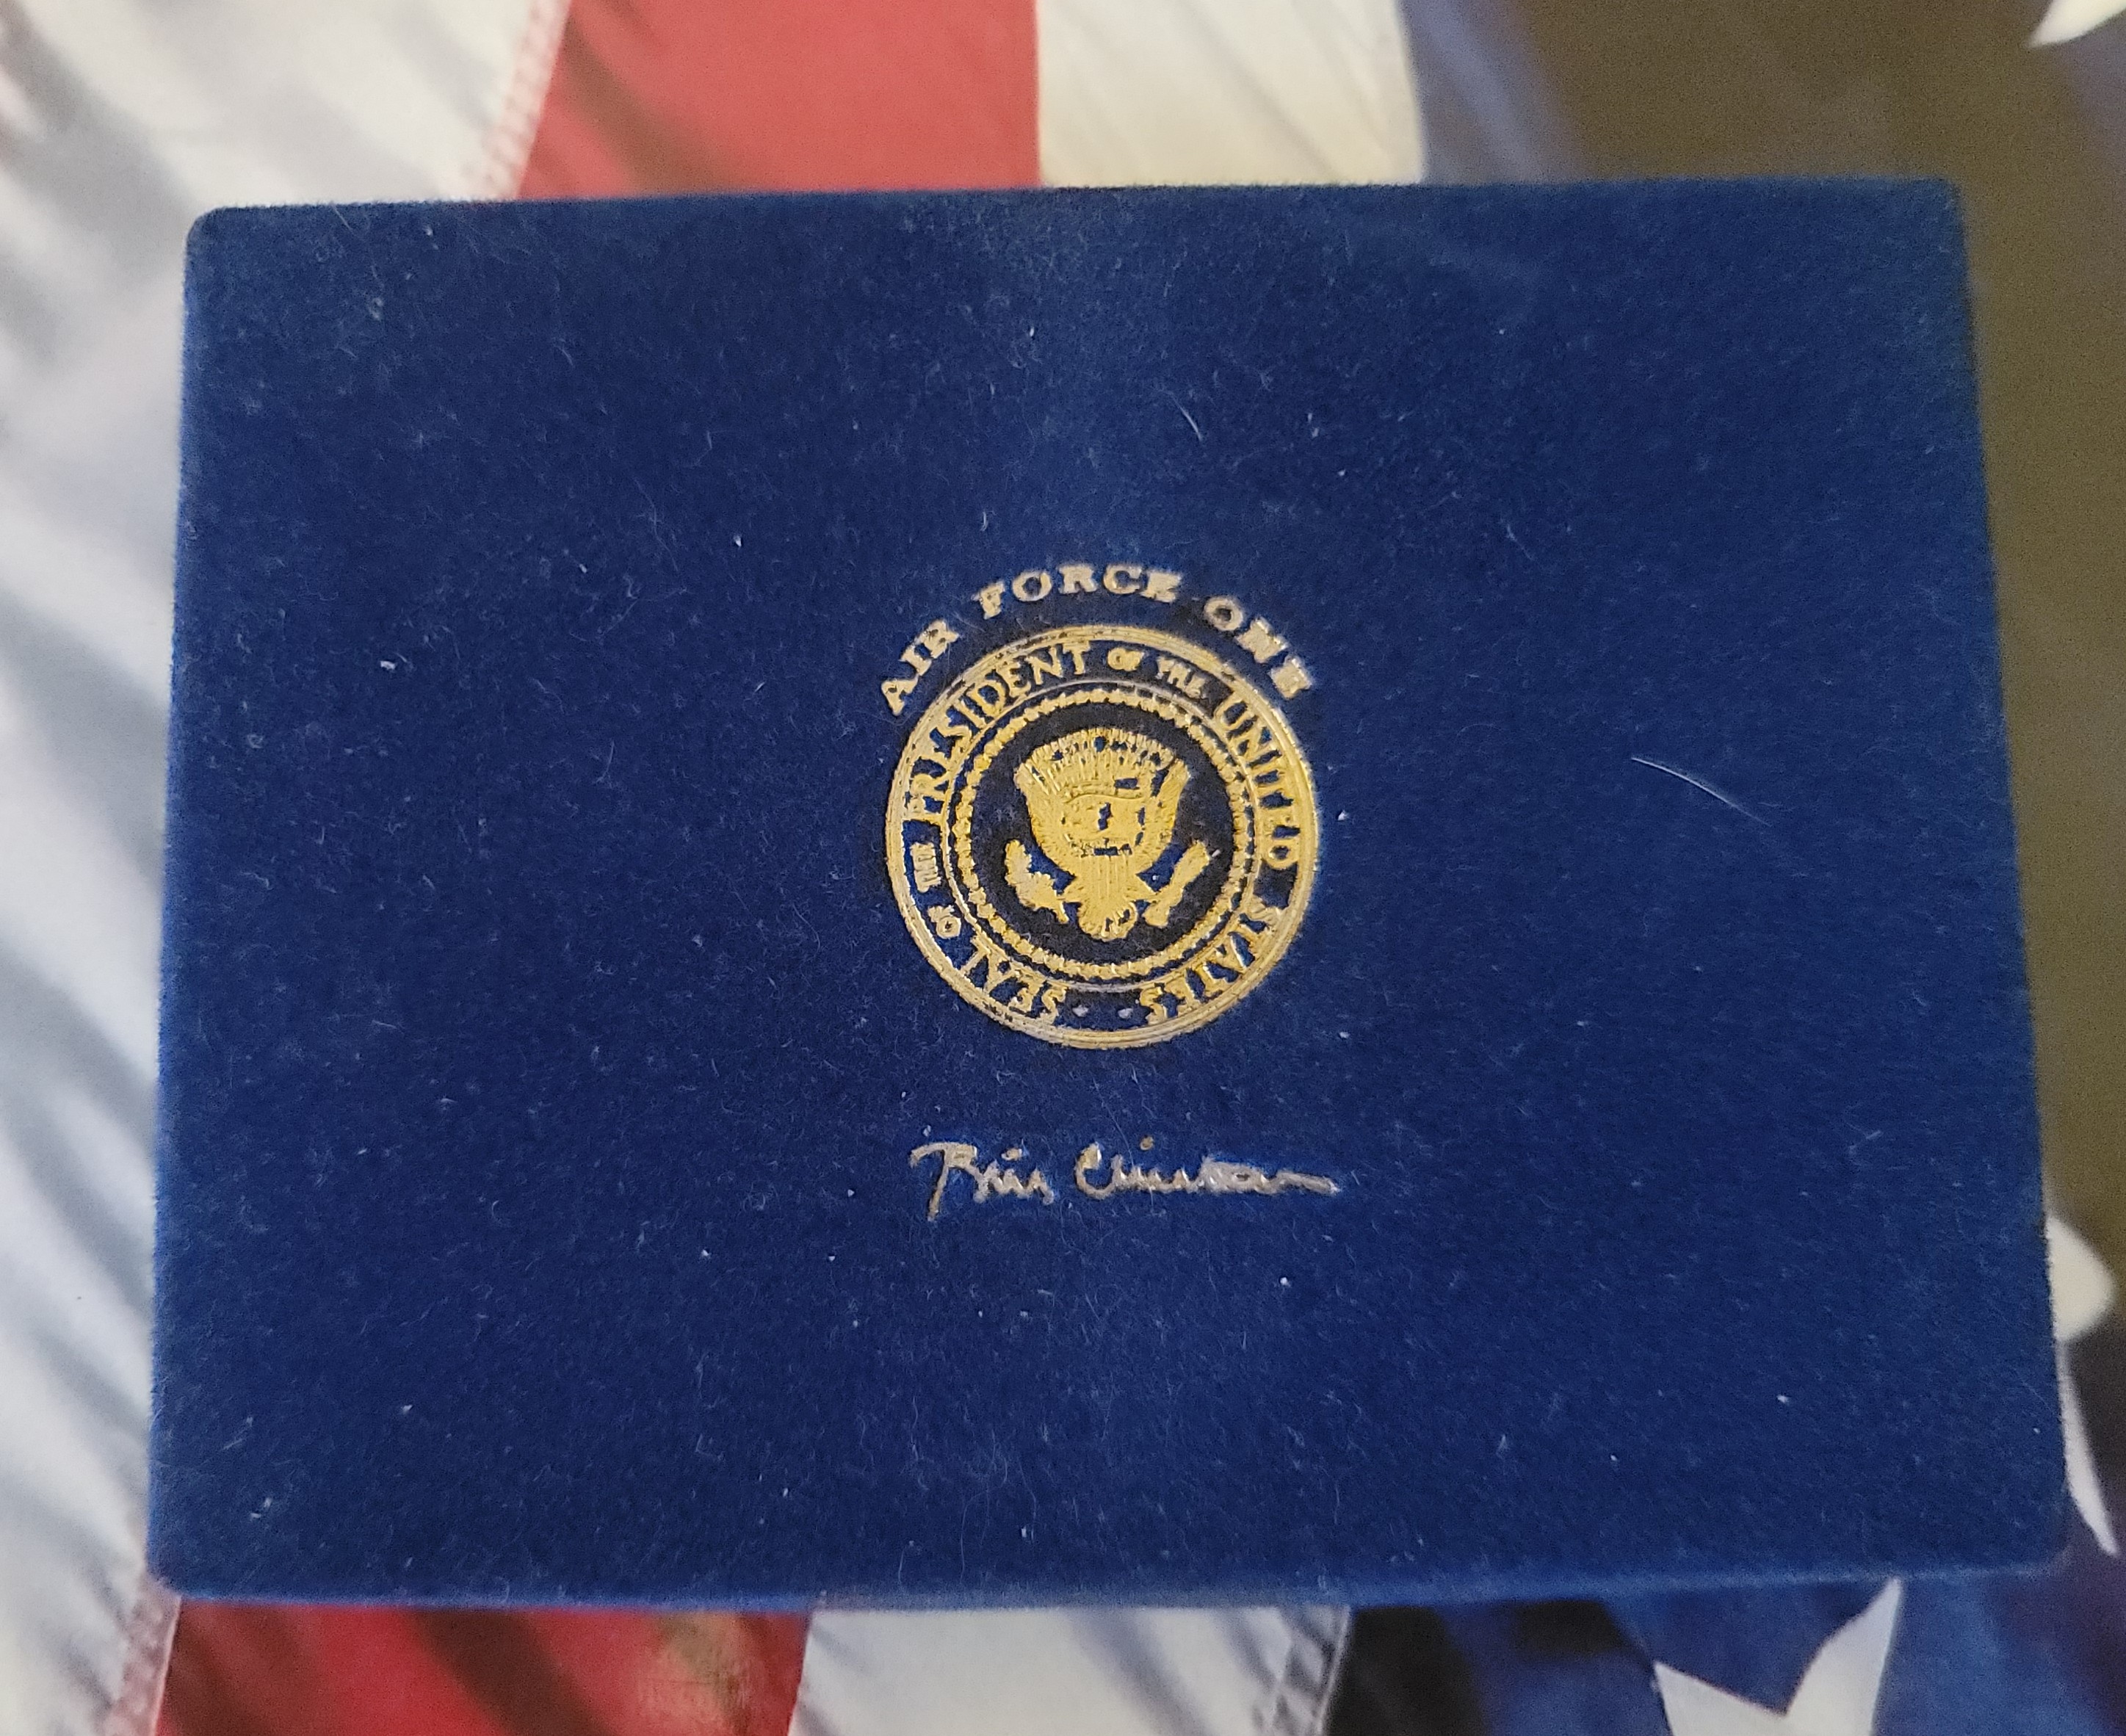 AIR FORCE ONE
SEAL OF THE PRESIDENT OF THE UNITED STATES
Bill Clinton